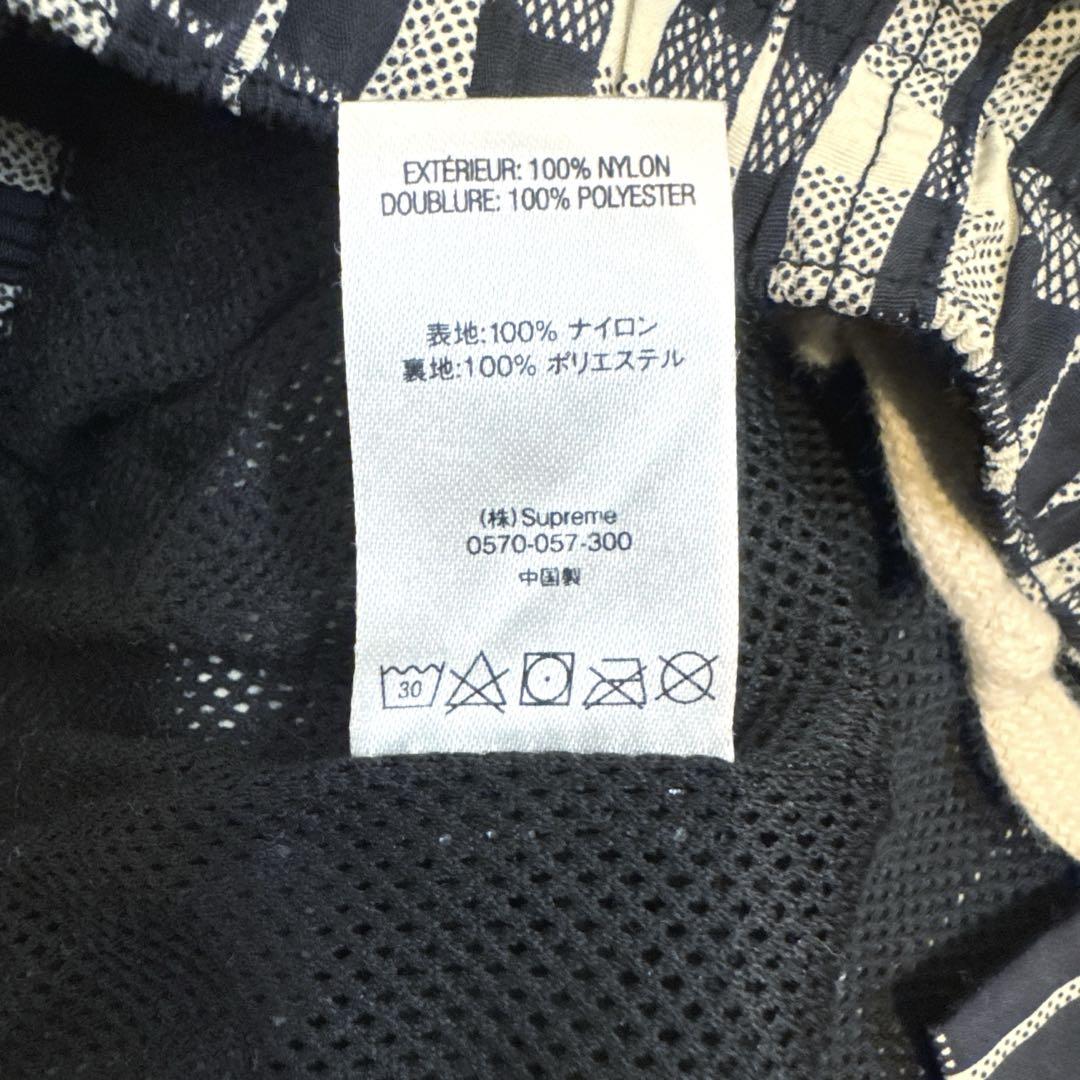 EXTÉRIEUR: 100% NYLON
DOUBLURE: 100% POLYESTER
表地:100% ナイロン
裏地:100% ポリエステル
(株)Supreme
0570-057-300
中国製
30